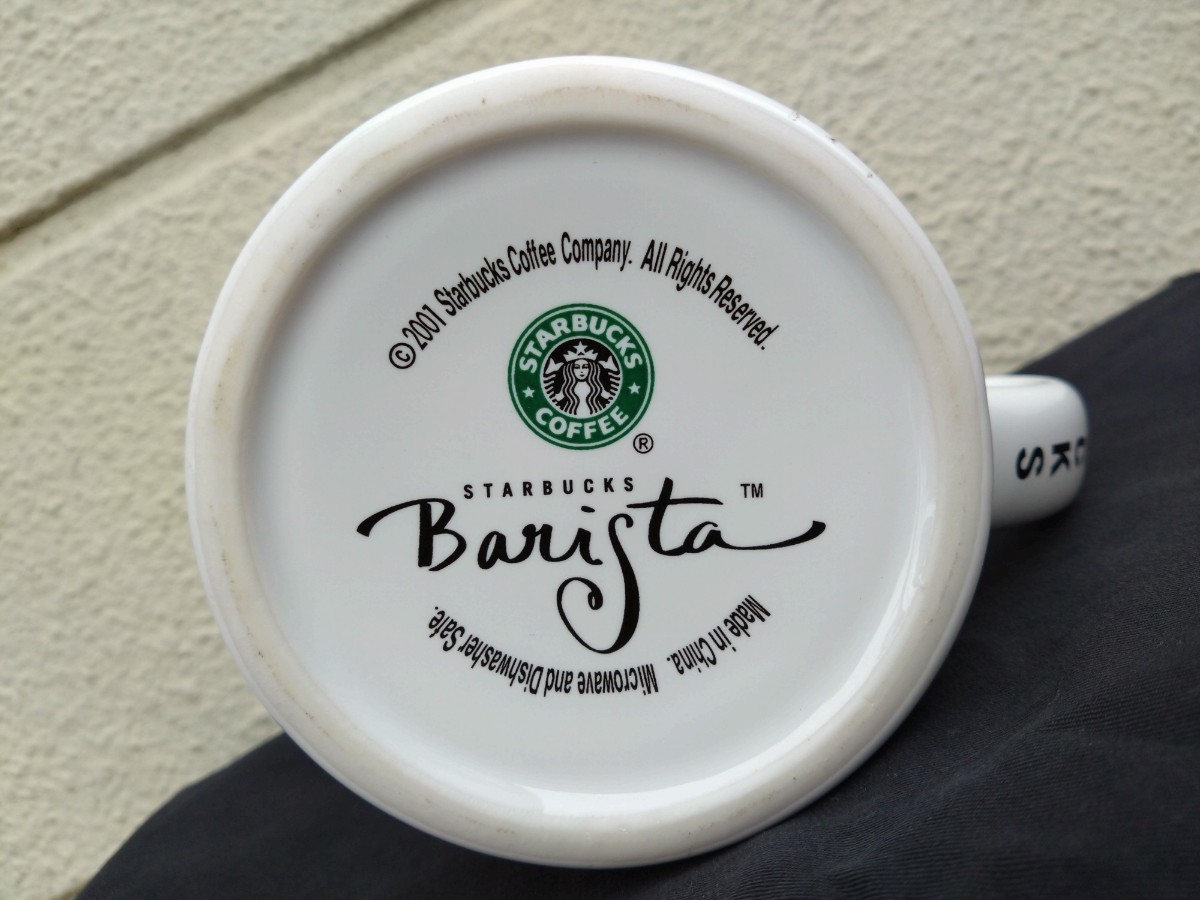 © 2001 Starbucks Coffee Company. All Rights Reserved.
STARBUCKS
COFFEE
®
STARBUCKS
Barista ™
Made in China. Microwave and Dishwasher Safe.
CKS